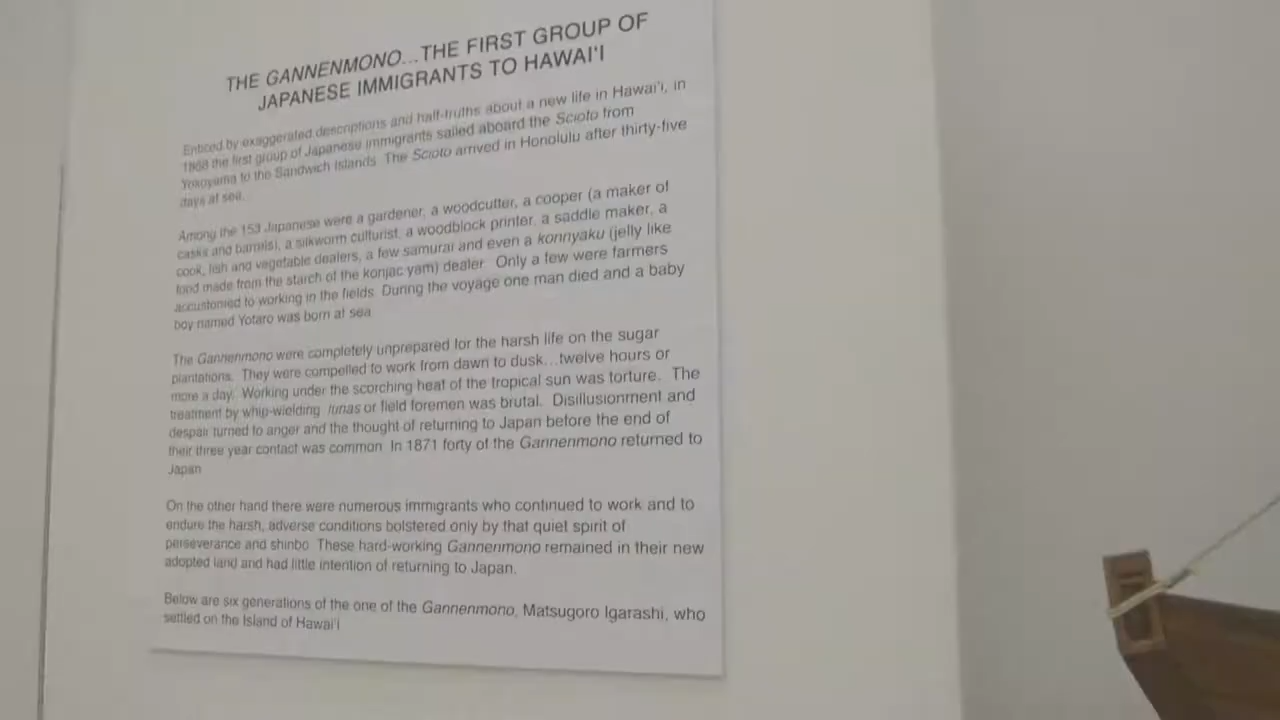 THE GANNENMONO...THE FIRST GROUP OF
JAPANESE IMMIGRANTS TO HAWAI'I
Enticed by exaggerated descriptions and half-truths about a new life in Hawai'i, in
1868 the first group of Japanese immigrants sailed aboard the Scioto from
Yokoyama to the Sandwich Islands. The Scioto arrived in Honolulu after thirty-five
days at sea.
Among the 153 Japanese were a gardener, a woodcutter, a cooper (a maker of
casks and barrels), a silkworm culturist, a woodblock printer, a saddle maker, a
cook, fish and vegetable dealers, a few samurai and even a konnyaku (jelly like
food made from the starch of the konjac yam) dealer. Only a few were farmers
accustomed to working in the fields. During the voyage one man died and a baby
boy named Yotaro was born at sea.
The Gannenmono were completely unprepared for the harsh life on the sugar
plantations. They were compelled to work from dawn to dusk...twelve hours or
more a day. Working under the scorching heat of the tropical sun was torture. The
treatment by whip-wielding lunas or field foremen was brutal. Disillusionment and
despair turned to anger and the thought of returning to Japan before the end of
their three year contact was common. In 1871 forty of the Gannenmono returned to
Japan.
On the other hand there were numerous immigrants who continued to work and to
endure the harsh, adverse conditions bolstered only by that quiet spirit of
perseverance and shinbo. These hard-working Gannenmono remained in their new
adopted land and had little intention of returning to Japan.
Below are six generations of the one of the Gannenmono, Matsugoro Igarashi, who
settled on the Island of Hawai'i